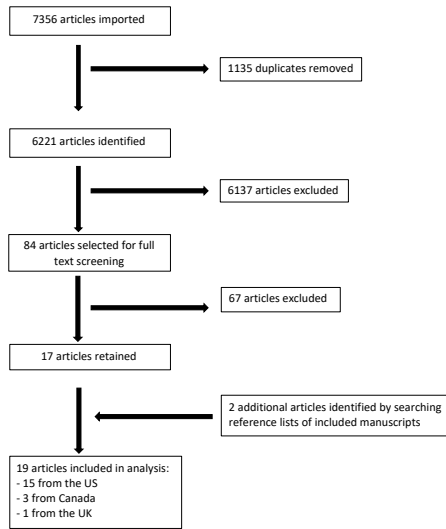 7356 articles imported
1135 duplicates removed
6221 articles identified
6137 articles excluded
84 articles selected for full
text screening
67 articles excluded
17 articles retained
2 additional articles identified by searching
reference lists of included manuscripts
19 articles included in analysis:
- 15 from the US
- 3 from Canada
- 1 from the UK